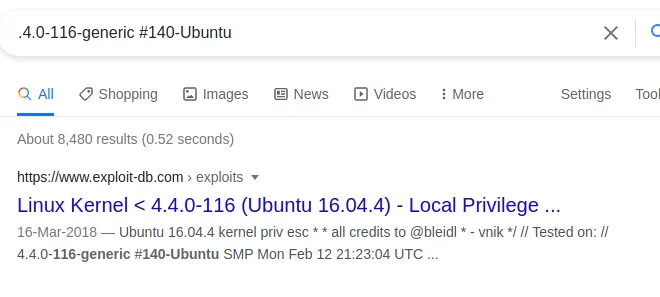 .4.0-116-generic #140-Ubuntu
All Shopping Images News Videos More Settings Tool
About 8,480 results (0.52 seconds)
https://www.exploit-db.com › exploits
Linux Kernel < 4.4.0-116 (Ubuntu 16.04.4) - Local Privilege ...
16-Mar-2018 — Ubuntu 16.04.4 kernel priv esc * * all credits to @bleidl * - vnik */ // Tested on: //
4.4.0-116-generic #140-Ubuntu SMP Mon Feb 12 21:23:04 UTC ...